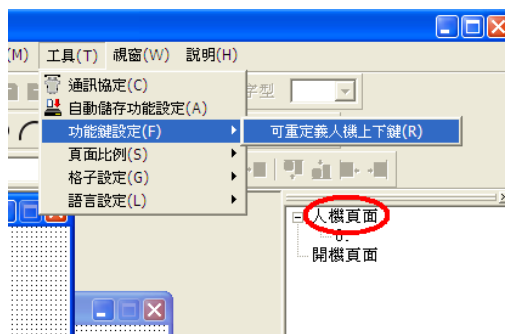 (M) 工具(T) 視窗(W) 說明(H)
通訊協定(C)
字型
自動儲存功能設定(A)
功能鍵設定(F)
可重定義人機上下鍵(R)
頁面比例(S)
格子設定(G)
語言設定(L)
人機頁面
0.
開機頁面